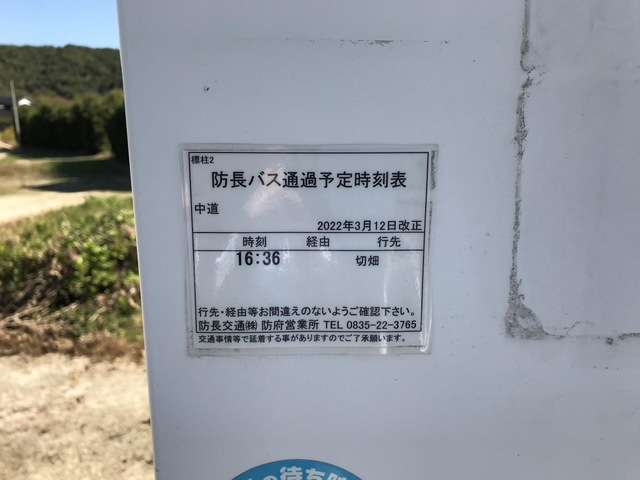 標柱2
防長バス通過予定時刻表
中道
2022年3月12日改正
時刻 経由 行先
16:36 切畑
行先・経由等お間違えのないようご確認下さい。
防長交通㈱ 防府営業所 TEL 0835-22-3765
交通事情等で延着する事がありますのでご了承願います。
の待ち時